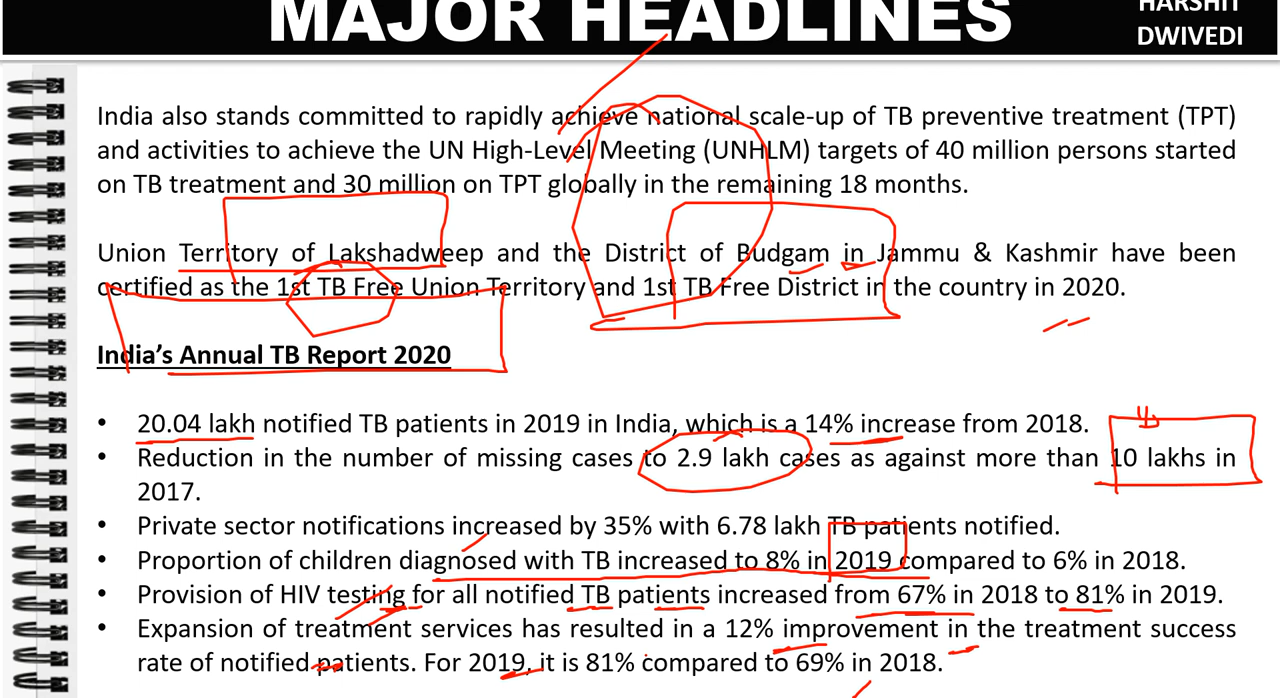 MAJOR HEADLINES
HARSHIT
DWIVEDI
India also stands committed to rapidly achieve national scale-up of TB preventive treatment (TPT)
and activities to achieve the UN High-Level Meeting (UNHLM) targets of 40 million persons started
on TB treatment and 30 million on TPT globally in the remaining 18 months.
Union Territory of Lakshadweep and the District of Budgam in Jammu & Kashmir have been
certified as the 1st TB Free Union Territory and 1st TB Free District in the country in 2020.
India's Annual TB Report 2020
• 20.04 lakh notified TB patients in 2019 in India, which is a 14% increase from 2018.
• Reduction in the number of missing cases to 2.9 lakh cases as against more than 10 lakhs in
2017.
• Private sector notifications increased by 35% with 6.78 lakh TB patients notified.
• Proportion of children diagnosed with TB increased to 8% in 2019 compared to 6% in 2018.
• Provision of HIV testing for all notified TB patients increased from 67% in 2018 to 81% in 2019.
• Expansion of treatment services has resulted in a 12% improvement in the treatment success
rate of notified patients. For 2019, it is 81% compared to 69% in 2018.